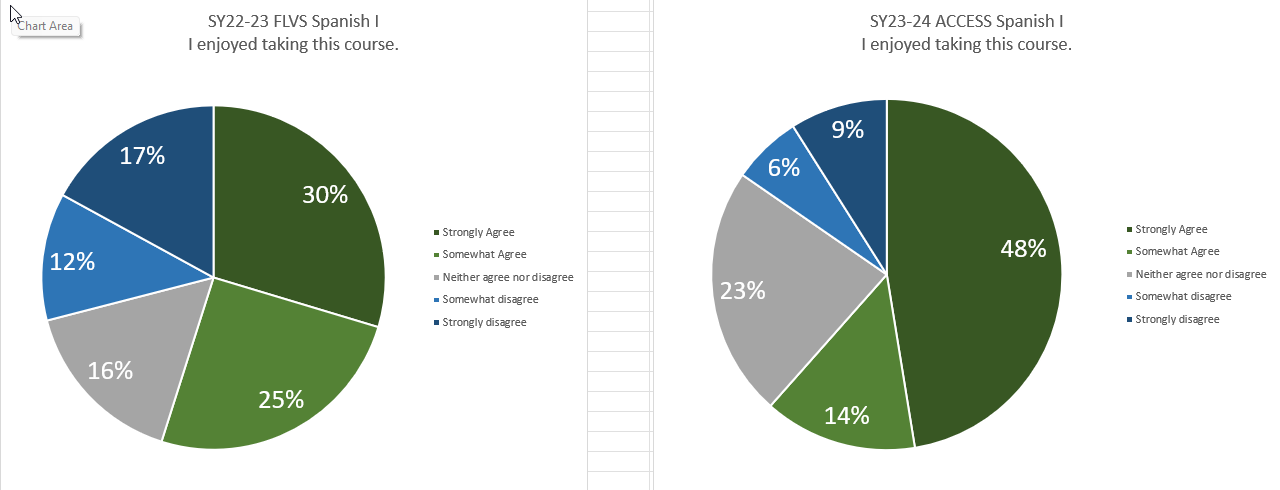 Chart Area
SY22-23 FLVS Spanish I
I enjoyed taking this course.
17%
30%
12%
16%
25%
Strongly Agree
Somewhat Agree
Neither agree nor disagree
Somewhat disagree
Strongly disagree
SY23-24 ACCESS Spanish I
I enjoyed taking this course.
9%
6%
48%
23%
14%
Strongly Agree
Somewhat Agree
Neither agree nor disagree
Somewhat disagree
Strongly disagree